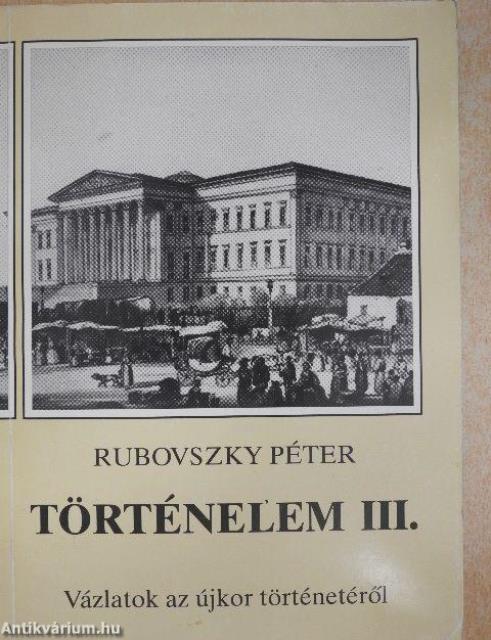 RUBOVSZKY PÉTER
TÖRTÉNELEM III.
Vázlatok az újkor történetéről
Antikvárium.hu